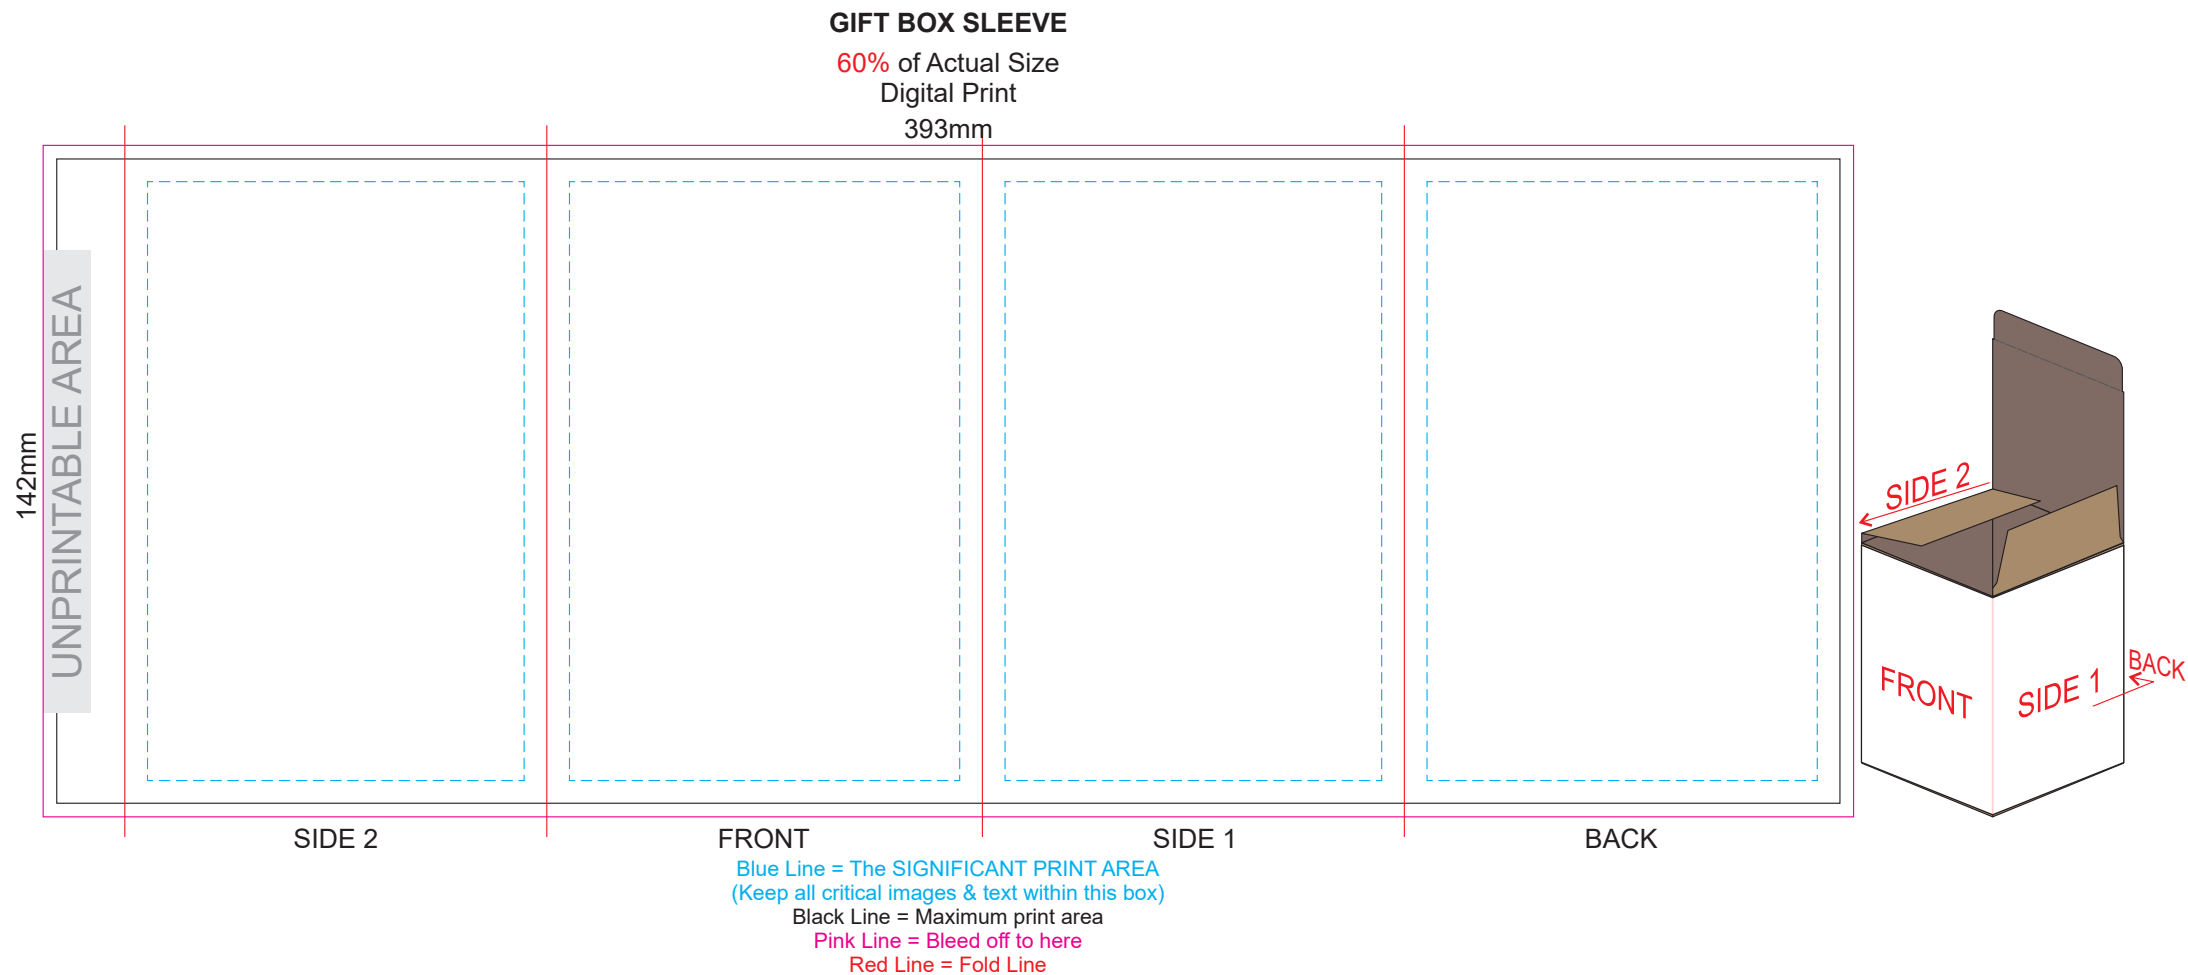 GIFT BOX SLEEVE
60% of Actual Size
Digital Print
393mm
142mm
UNPRINTABLE AREA
SIDE 2
FRONT
SIDE 1
BACK
SIDE 2
FRONT
SIDE 1
BACK
Blue Line = The SIGNIFICANT PRINT AREA
(Keep all critical images & text within this box)
Black Line = Maximum print area
Pink Line = Bleed off to here
Red Line = Fold Line